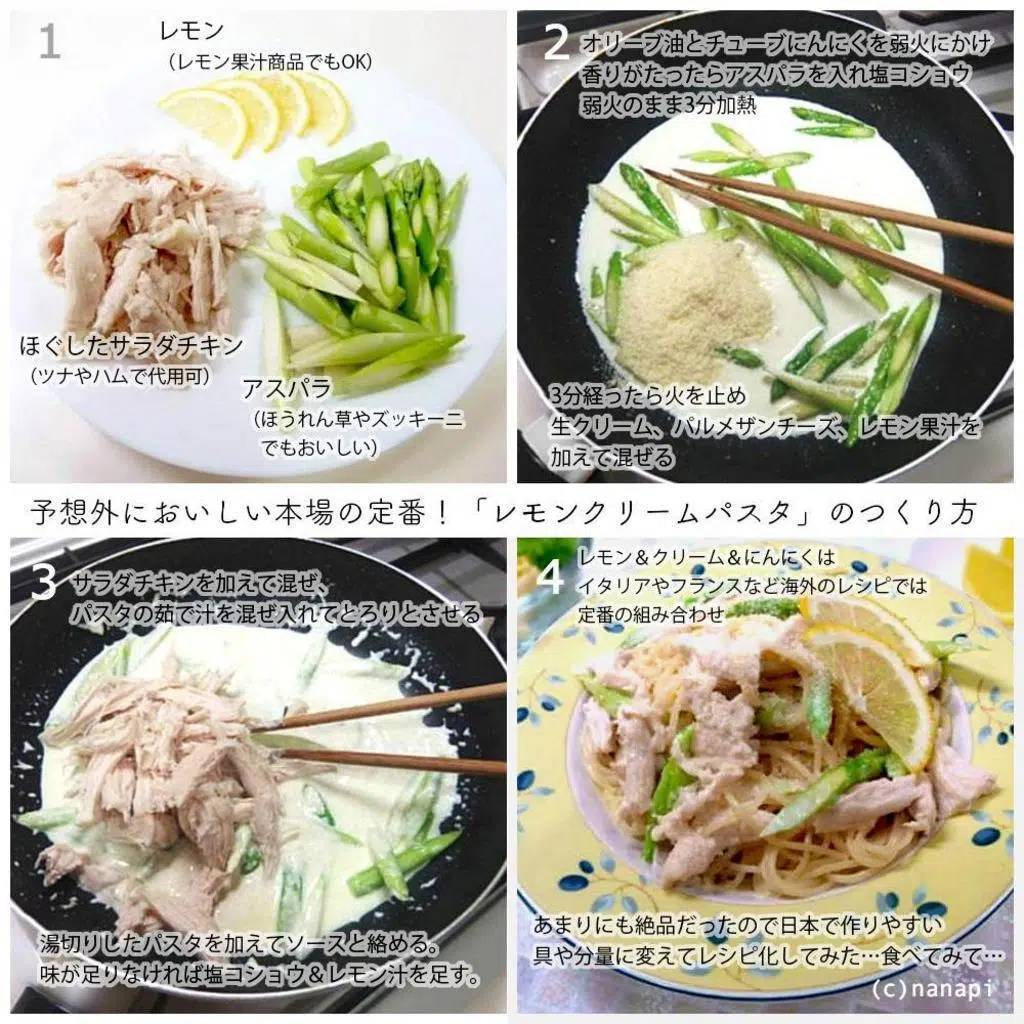 1
レモン
（レモン果汁商品でもOK）
ほぐしたサラダチキン
（ツナやハムで代用可）
アスパラ
（ほうれん草やズッキーニ
でもおいしい）
2
オリーブ油とチューブにんにくを弱火にかけ
香りがたったらアスパラを入れ塩コショウ
弱火のまま3分加熱
3分経ったら火を止め
生クリーム、パルメザンチーズ、レモン果汁を
加えて混ぜる
予想外においしい本場の定番！「レモンクリームパスタ」のつくり方
3
サラダチキンを加えて混ぜ、
パスタの茹で汁を混ぜ入れてとろりとさせる
湯切りしたパスタを加えてソースと絡める。
味が足りなければ塩コショウ＆レモン汁を足す。
4
レモン＆クリーム＆にんにくは
イタリアやフランスなど海外のレシピでは
定番の組み合わせ
あまりにも絶品だったので日本で作りやすい
具や分量に変えてレシピ化してみた…食べてみて…
(c)nanapi